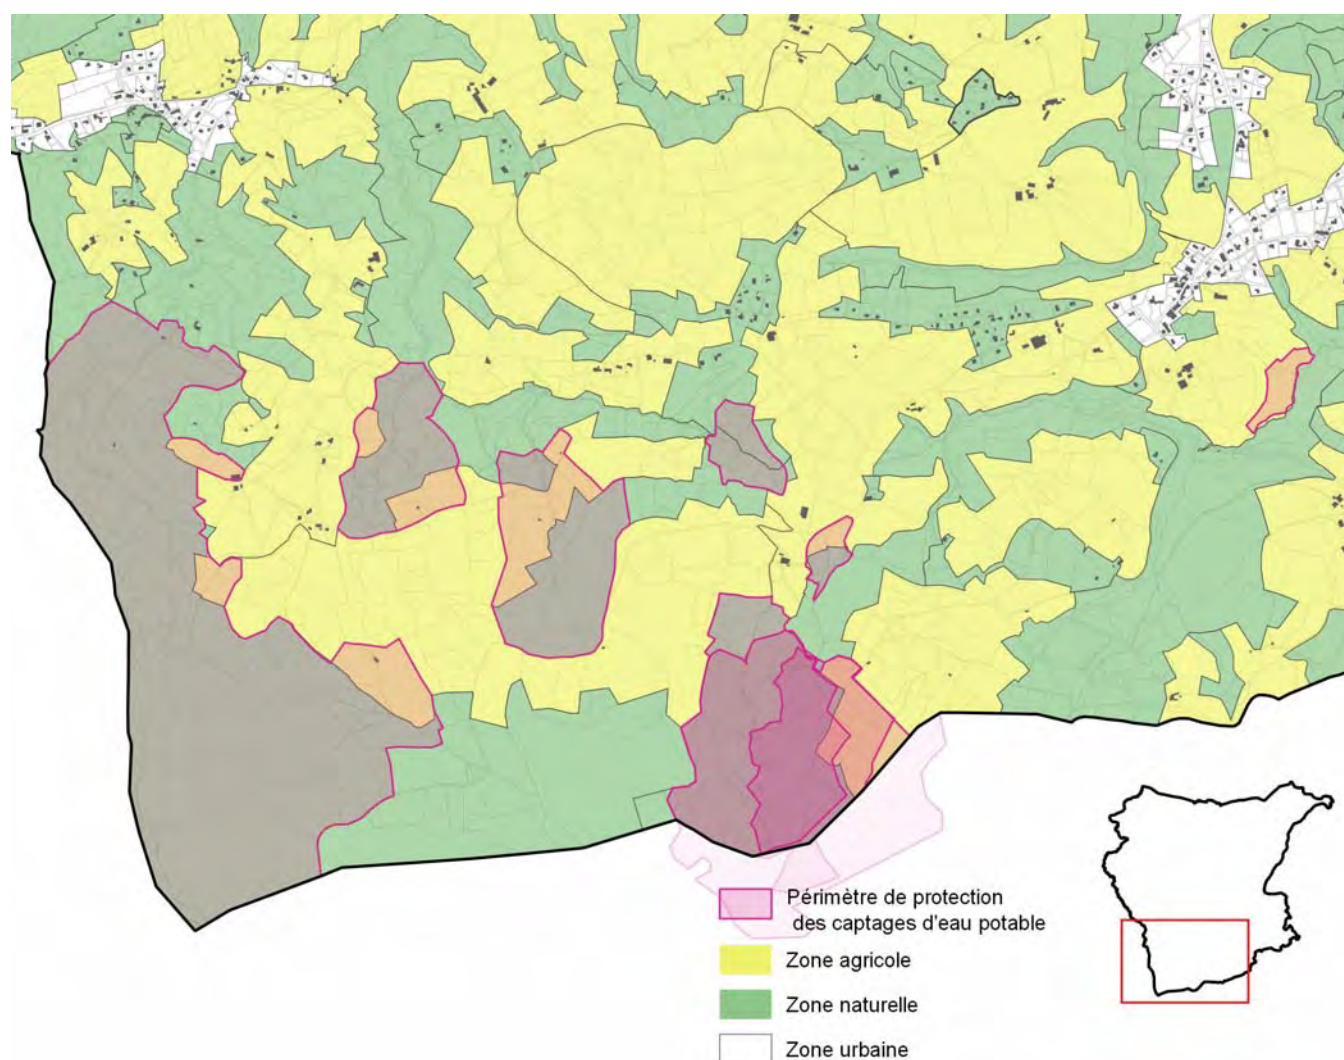 Périmètre de protection
des captages d'eau potable
Zone agricole
Zone naturelle
Zone urbaine